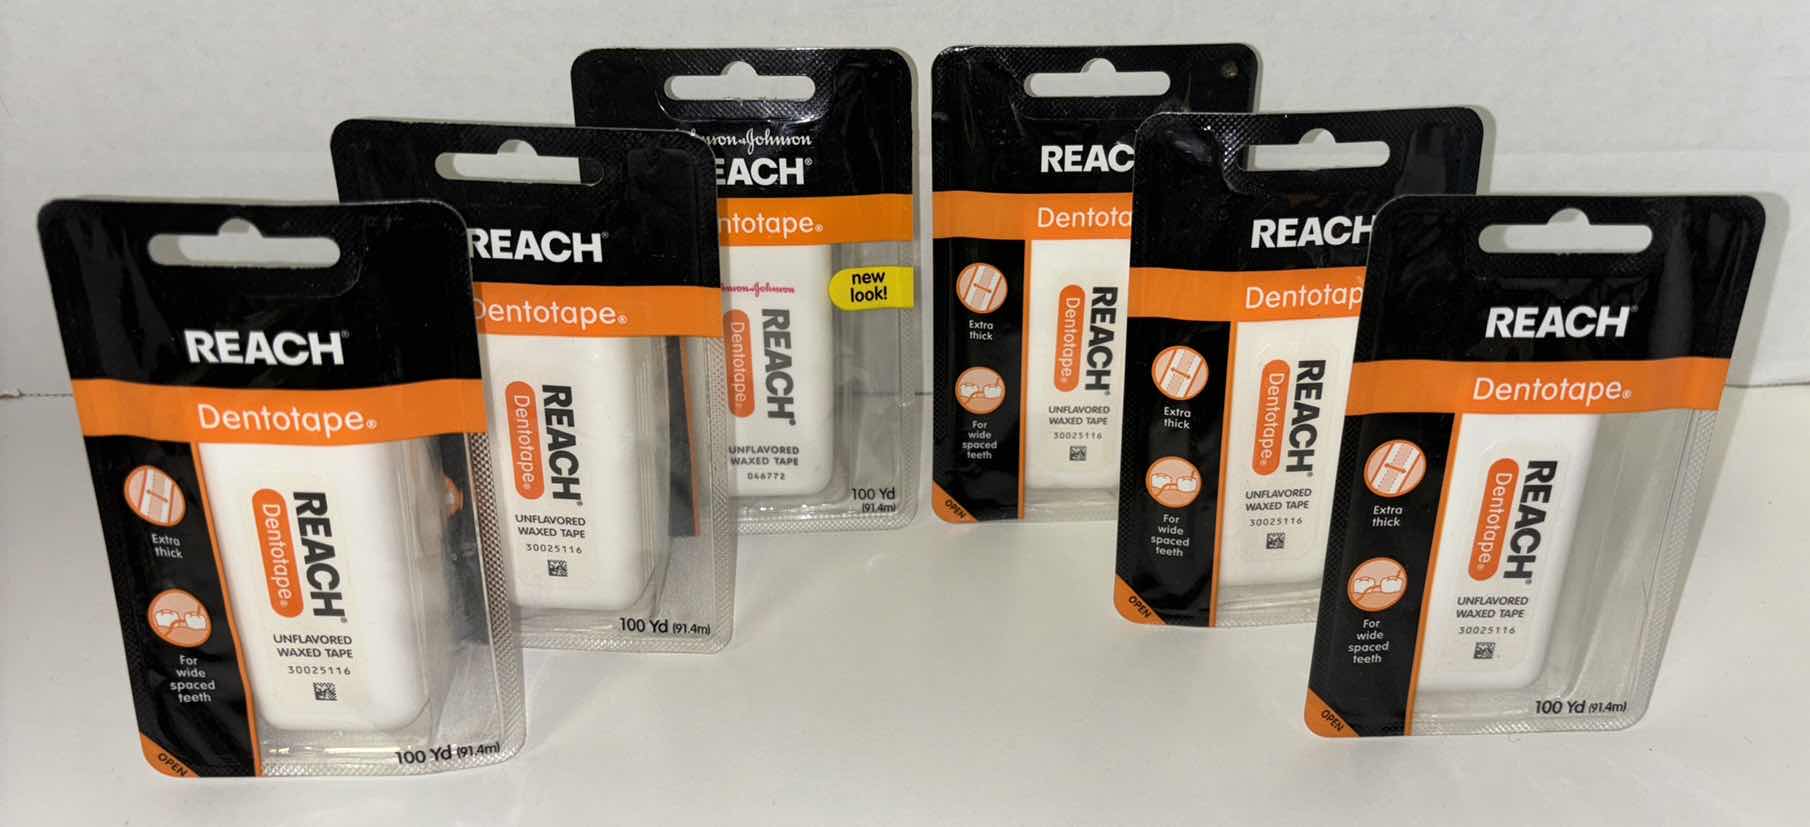 REACH®
Dentotape®
Extra
thick
For
wide
spaced
teeth
OPEN
REACH®
Dentotape®
UNFLAVORED
WAXED TAPE
30025116
100 Yd (91.4m)
REACH®
Dentotape®
REACH®
Dentotape®
UNFLAVORED
WAXED TAPE
30025116
100 Yd (91.4m)
Johnson
REACH®
new
look!
REACH®
Dentotape®
UNFLAVORED
WAXED TAPE
046772
100 Yd
(91.4m)
REAC
Dentota
Extra
thick
For
wide
spaced
teeth
OPEN
REACH®
Dentotape®
UNFLAVORED
WAXED TAPE
30025116
REACH
Dentotap
Extra
thick
For
wide
spaced
teeth
OPEN
REACH®
Dentotape®
UNFLAVORED
WAXED TAPE
30025116
REACH®
Dentotape®
Extra
thick
For
wide
spaced
teeth
OPEN
REACH®
Dentotape®
UNFLAVORED
WAXED TAPE
30025116
100 Yd (91.4m)